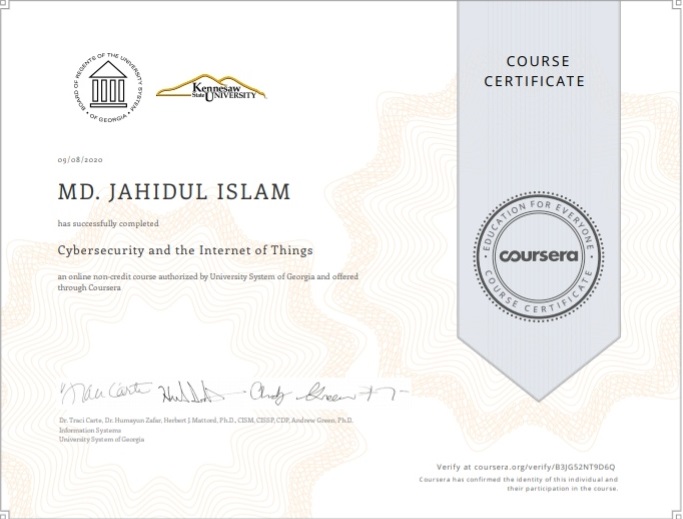 BOARD OF REGENTS OF THE UNIVERSITY SYSTEM
• OF GEORGIA •
Kennesaw
State UNIVERSITY
COURSE
CERTIFICATE
09/08/2020
MD. JAHIDUL ISLAM
has successfully completed
Cybersecurity and the Internet of Things
an online non-credit course authorized by University System of Georgia and offered
through Coursera
EDUCATION FOR EVERYONE
coursera
COURSE CERTIFICATE
Dr. Traci Carte, Dr. Humayun Zafar, Herbert J. Mattord, Ph.D., CISM, CISSP, CDP, Andrew Green, Ph.D.
Information Systems
University System of Georgia
Verify at coursera.org/verify/B3JGS2NT9D6Q
Coursera has confirmed the identity of this individual and
their participation in the course.